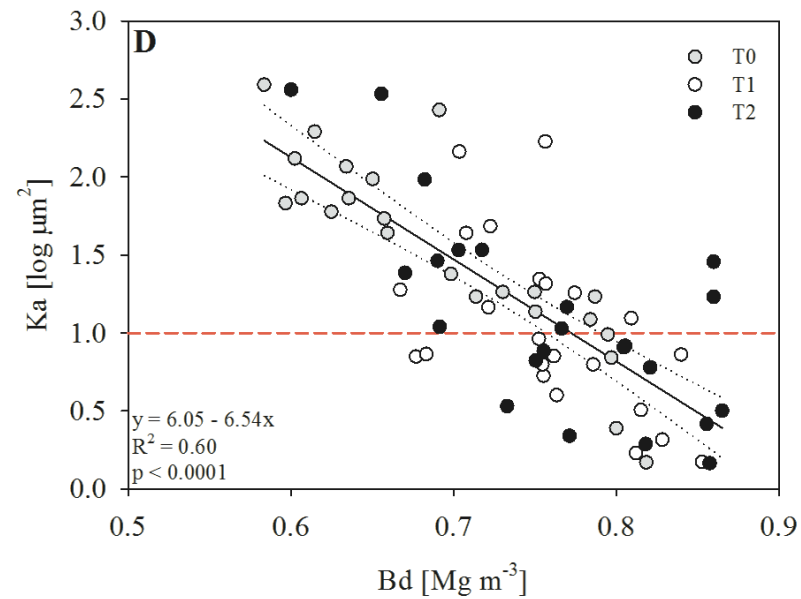 D
T0
T1
T2
3.0
2.5
2.0
1.5
1.0
0.5
0.0
Ka [log μm²]
y = 6.05 - 6.54x
R² = 0.60
p < 0.0001
0.5 0.6 0.7 0.8 0.9
Bd [Mg m⁻³]